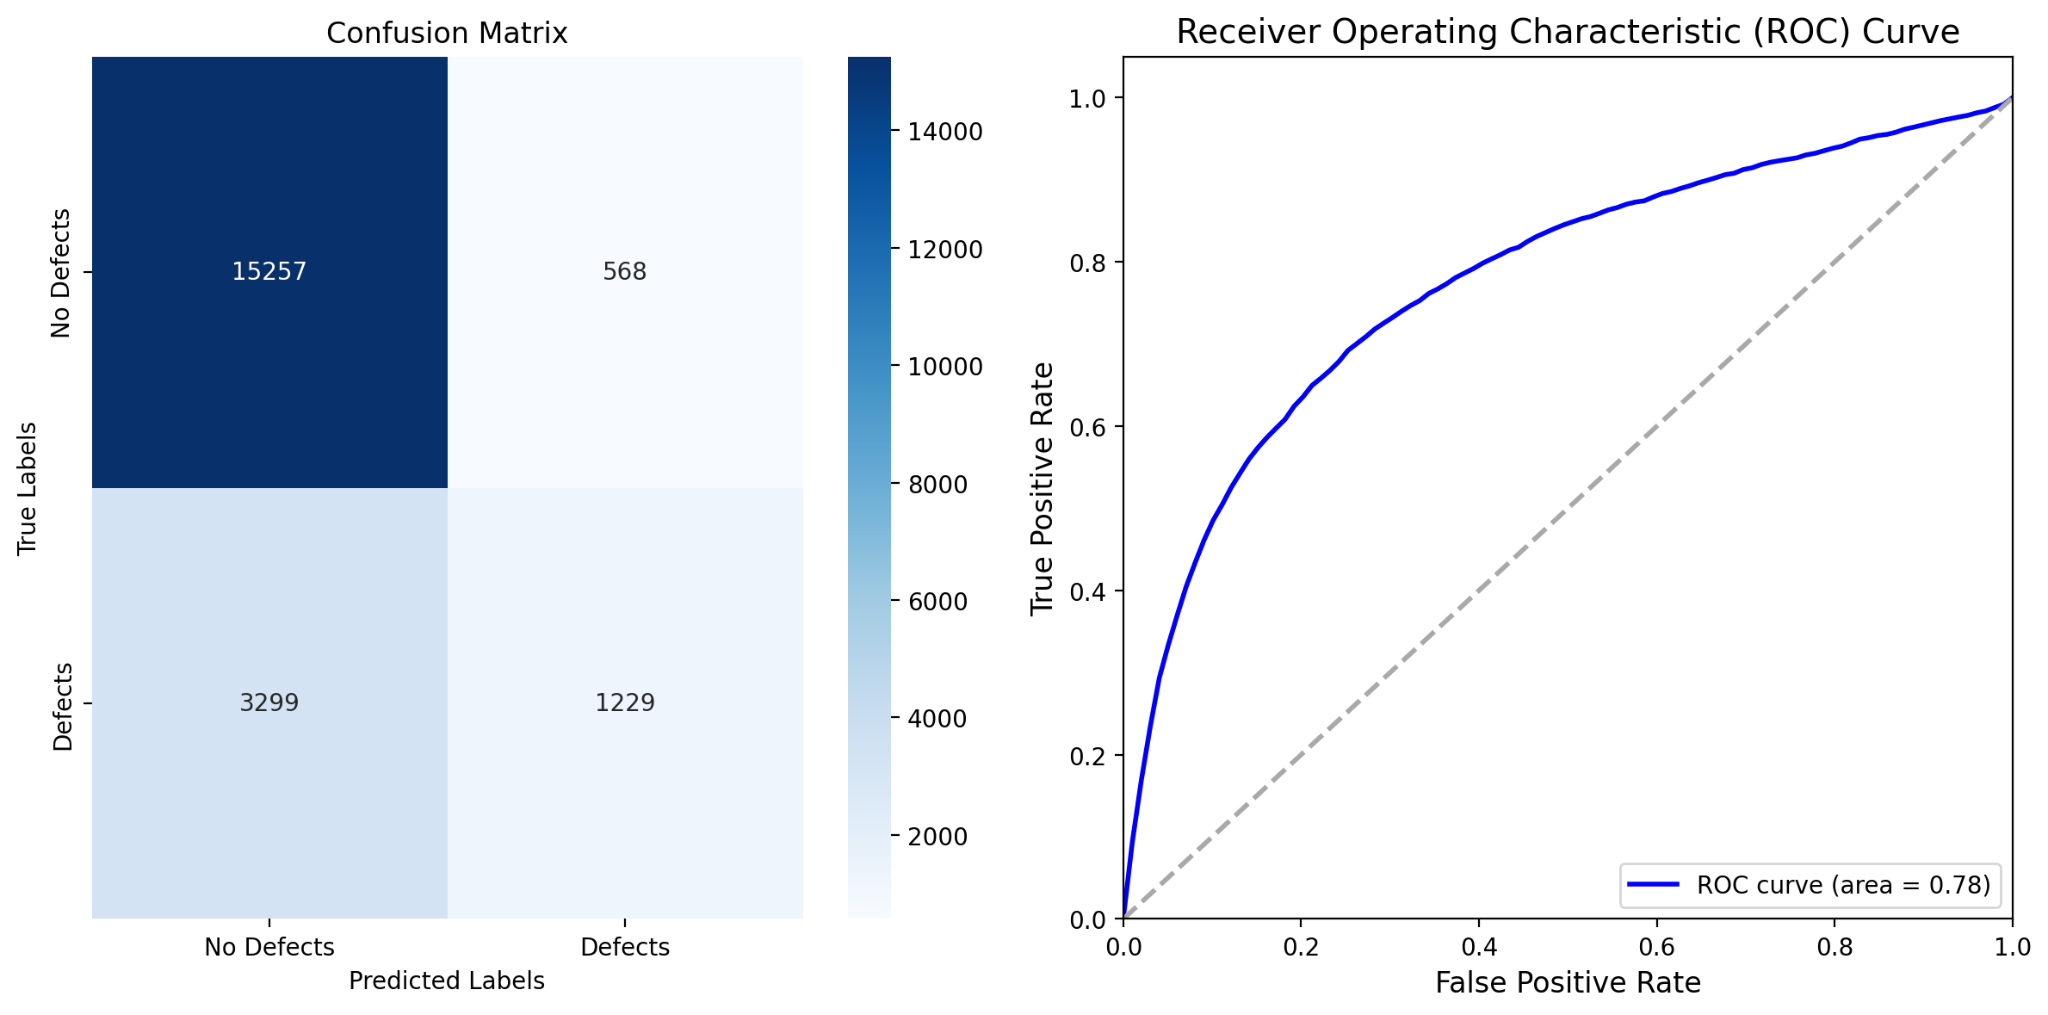 Confusion Matrix
No Defects
Defects
True Labels
15257
568
3299
1229
No Defects
Defects
Predicted Labels
14000
12000
10000
8000
6000
4000
2000
Receiver Operating Characteristic (ROC) Curve
True Positive Rate
1.0
0.8
0.6
0.4
0.2
0.0
ROC curve (area = 0.78)
0.0
0.2
0.4
0.6
0.8
1.0
False Positive Rate